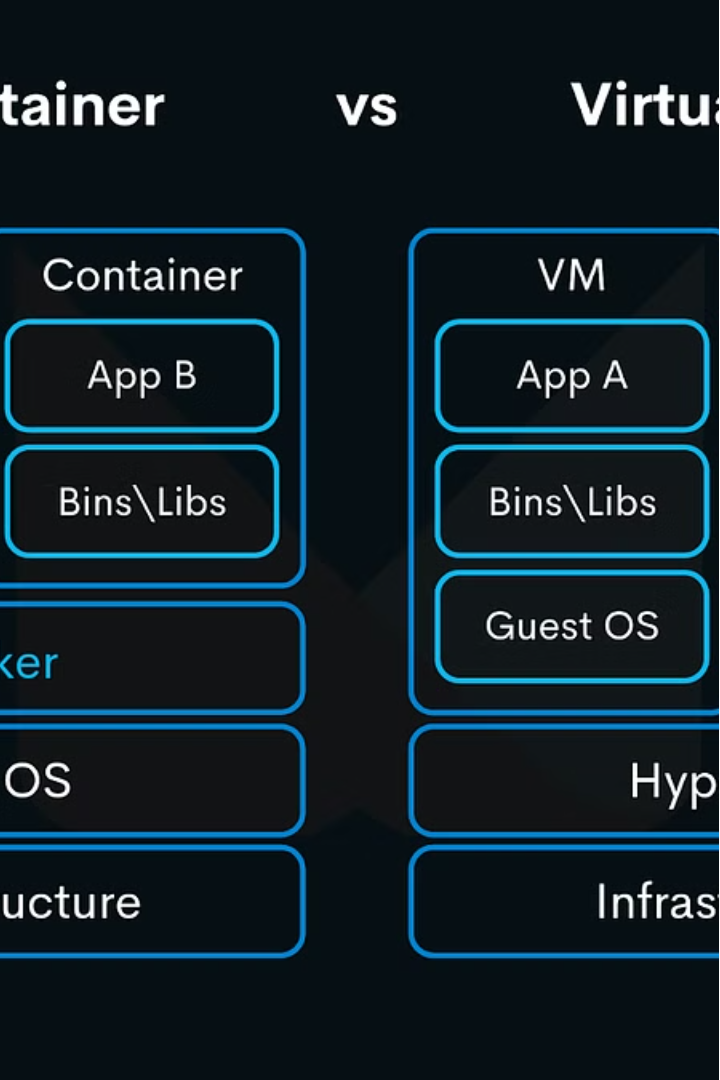 tainer vs Virtua
Container
App B
Bins\Libs
ker
OS
ucture
VM
App A
Bins\Libs
Guest OS
Hyp
Infras